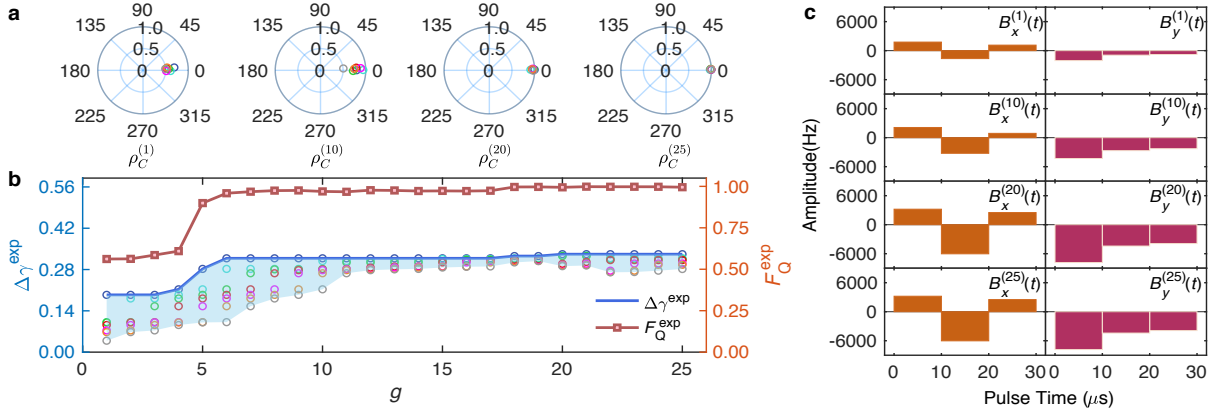 a
90
135
45
1.0
0.5
180
0
0
225
315
270
ρ_C^(1)
90
135
45
1.0
0.5
180
0
0
225
315
270
ρ_C^(10)
90
135
45
1.0
0.5
180
0
0
225
315
270
ρ_C^(20)
90
135
45
1.0
0.5
180
0
0
225
315
270
ρ_C^(25)
b
0.56
0.42
0.28
0.14
0.00
Δγ^exp
0 5 10 15 20 25
g
1.00
0.75
0.50
0.25
0.00
F_Q^exp
Δγ^exp
F_Q^exp
c
6000
0
-6000
B_x^(1)(t)
B_y^(1)(t)
6000
0
-6000
B_x^(10)(t)
B_y^(10)(t)
6000
0
-6000
B_x^(20)(t)
B_y^(20)(t)
6000
0
-6000
B_x^(25)(t)
B_y^(25)(t)
Amplitude(Hz)
0 10 20 30 0 10 20 30
Pulse Time (μs)